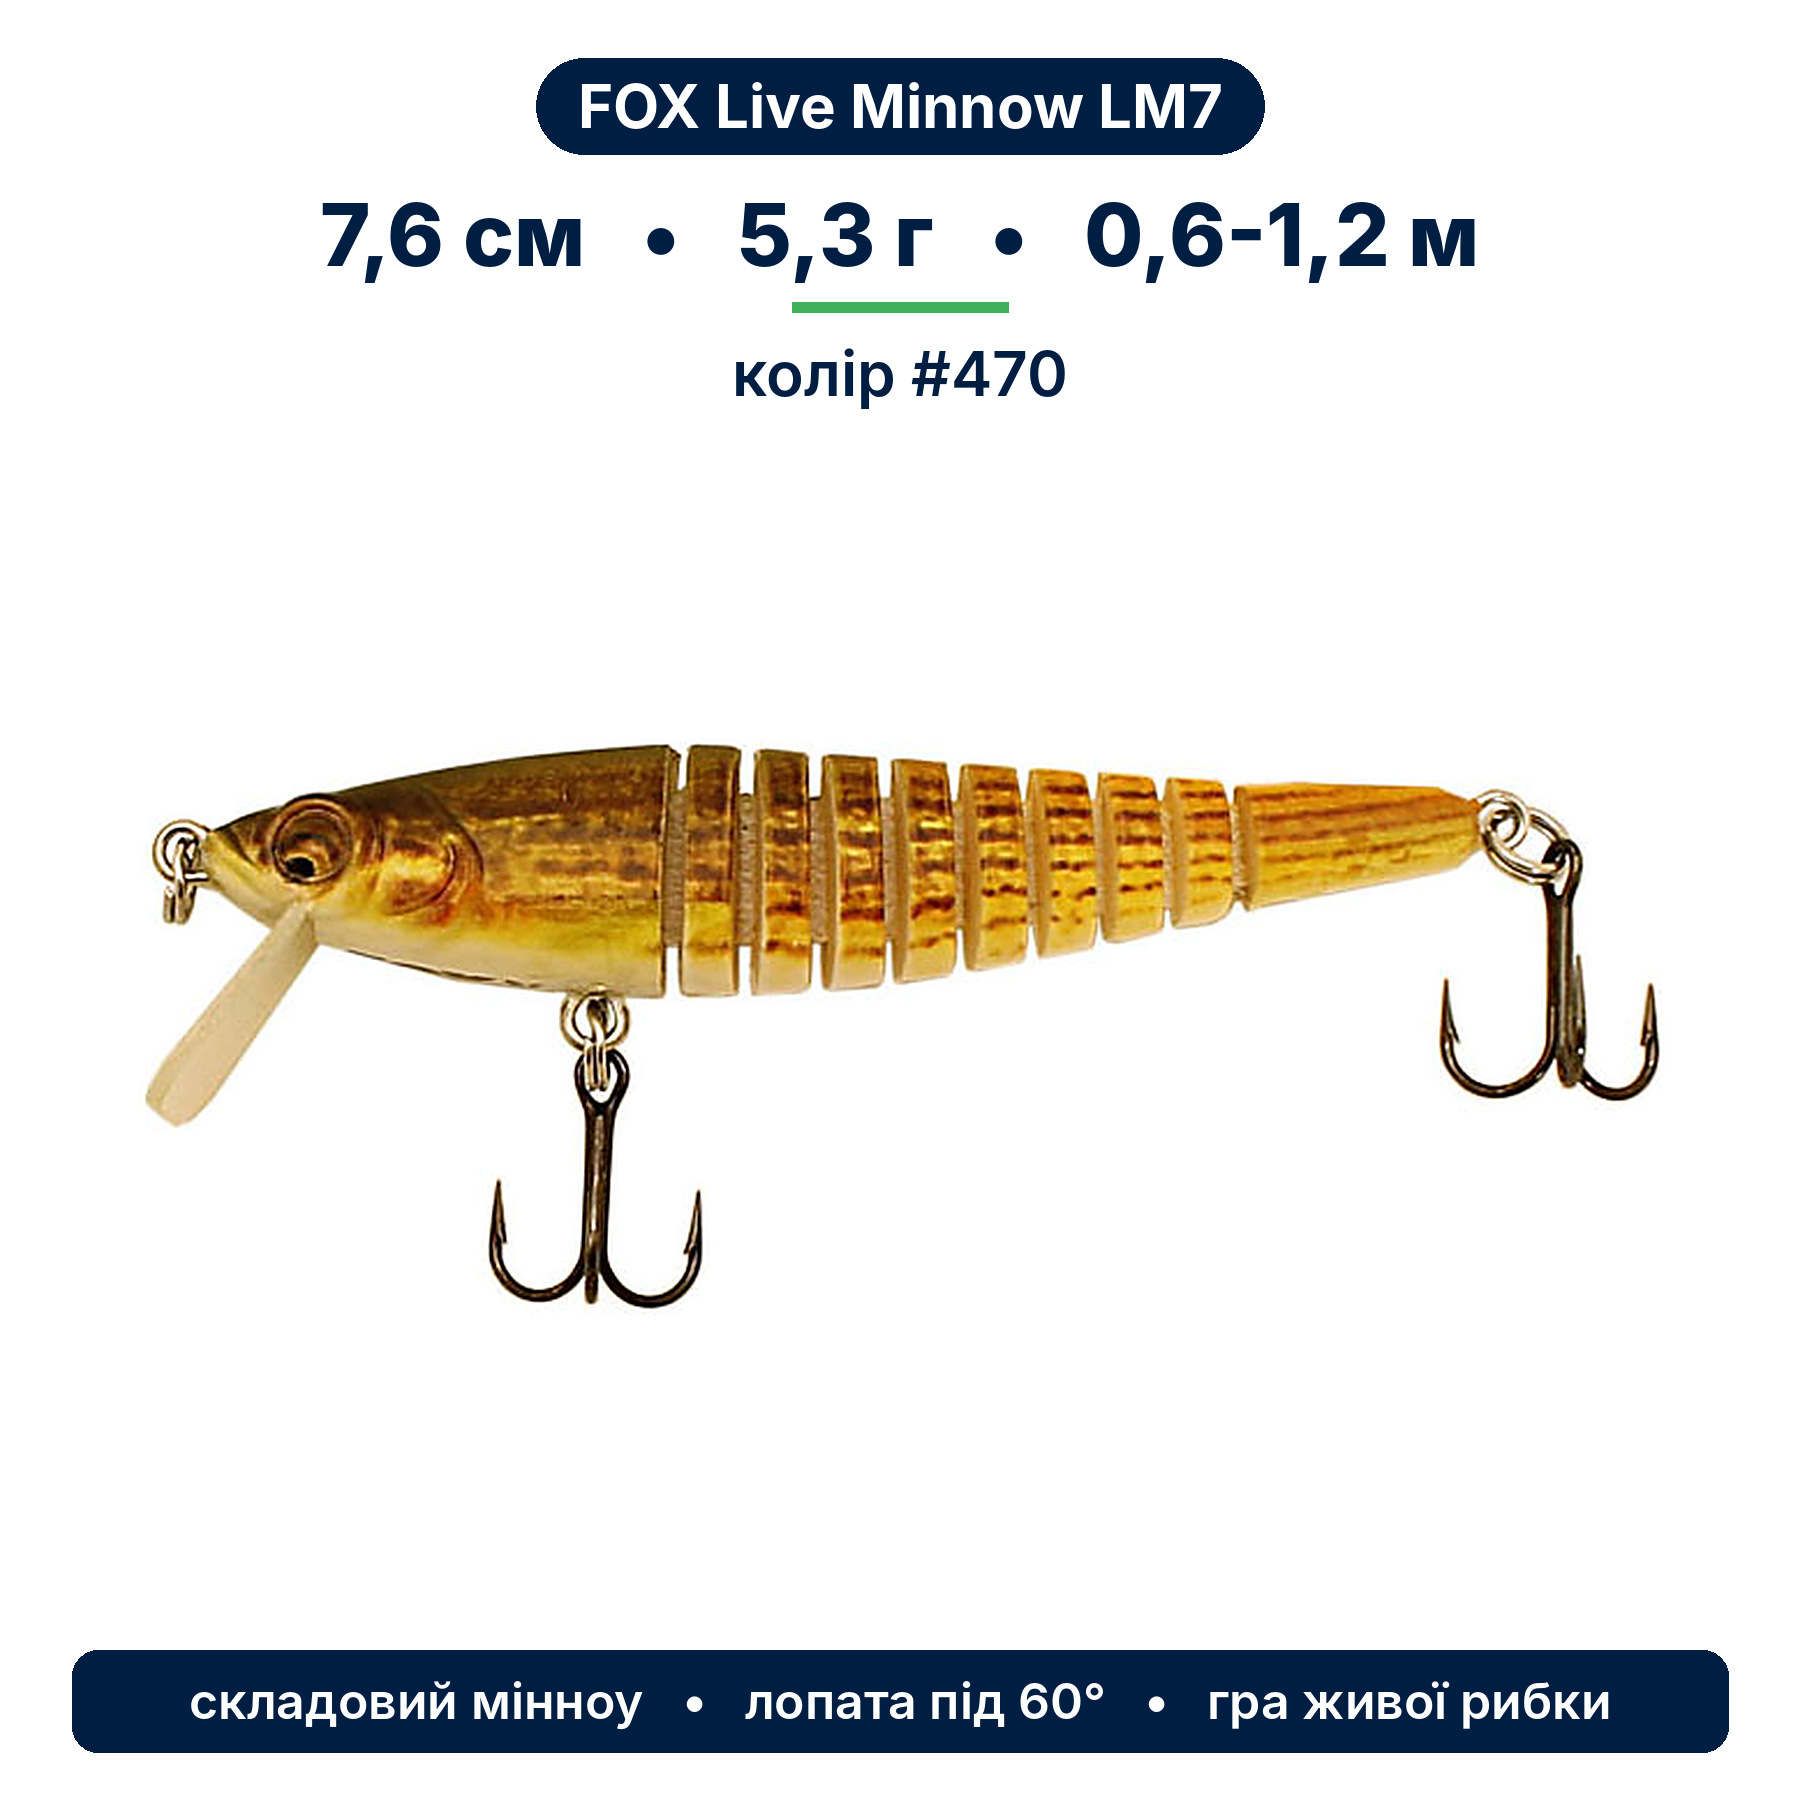 FOX Live Minnow LM7
7,6 см • 5,3 г • 0,6-1,2 м
колір #470
складовий мінноу • лопата під 60° • гра живої рибки